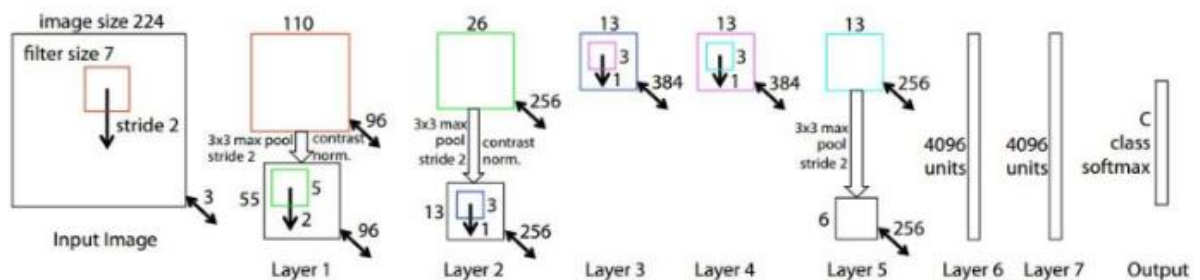 image size 224
filter size 7
stride 2
3
Input Image
110
96
3x3 max pool
stride 2
contrast
norm.
55
5
2
96
Layer 1
26
256
3x3 max
pool
stride 2
contrast
norm.
13
3
1
256
Layer 2
13
3
1
384
Layer 3
13
3
1
384
Layer 4
13
256
3x3 max
pool
stride 2
6
256
Layer 5
4096
units
Layer 6
4096
units
Layer 7
C
class
softmax
Output